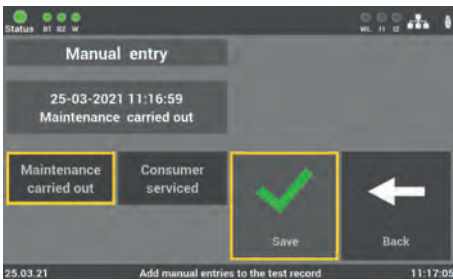 Status B1 B2 W WL I1 I2
Manual entry
25-03-2021 11:16:59
Maintenance carried out
Maintenance
carried out
Consumer
serviced
Save
Back
25.03.21 Add manual entries to the test record 11:17:05